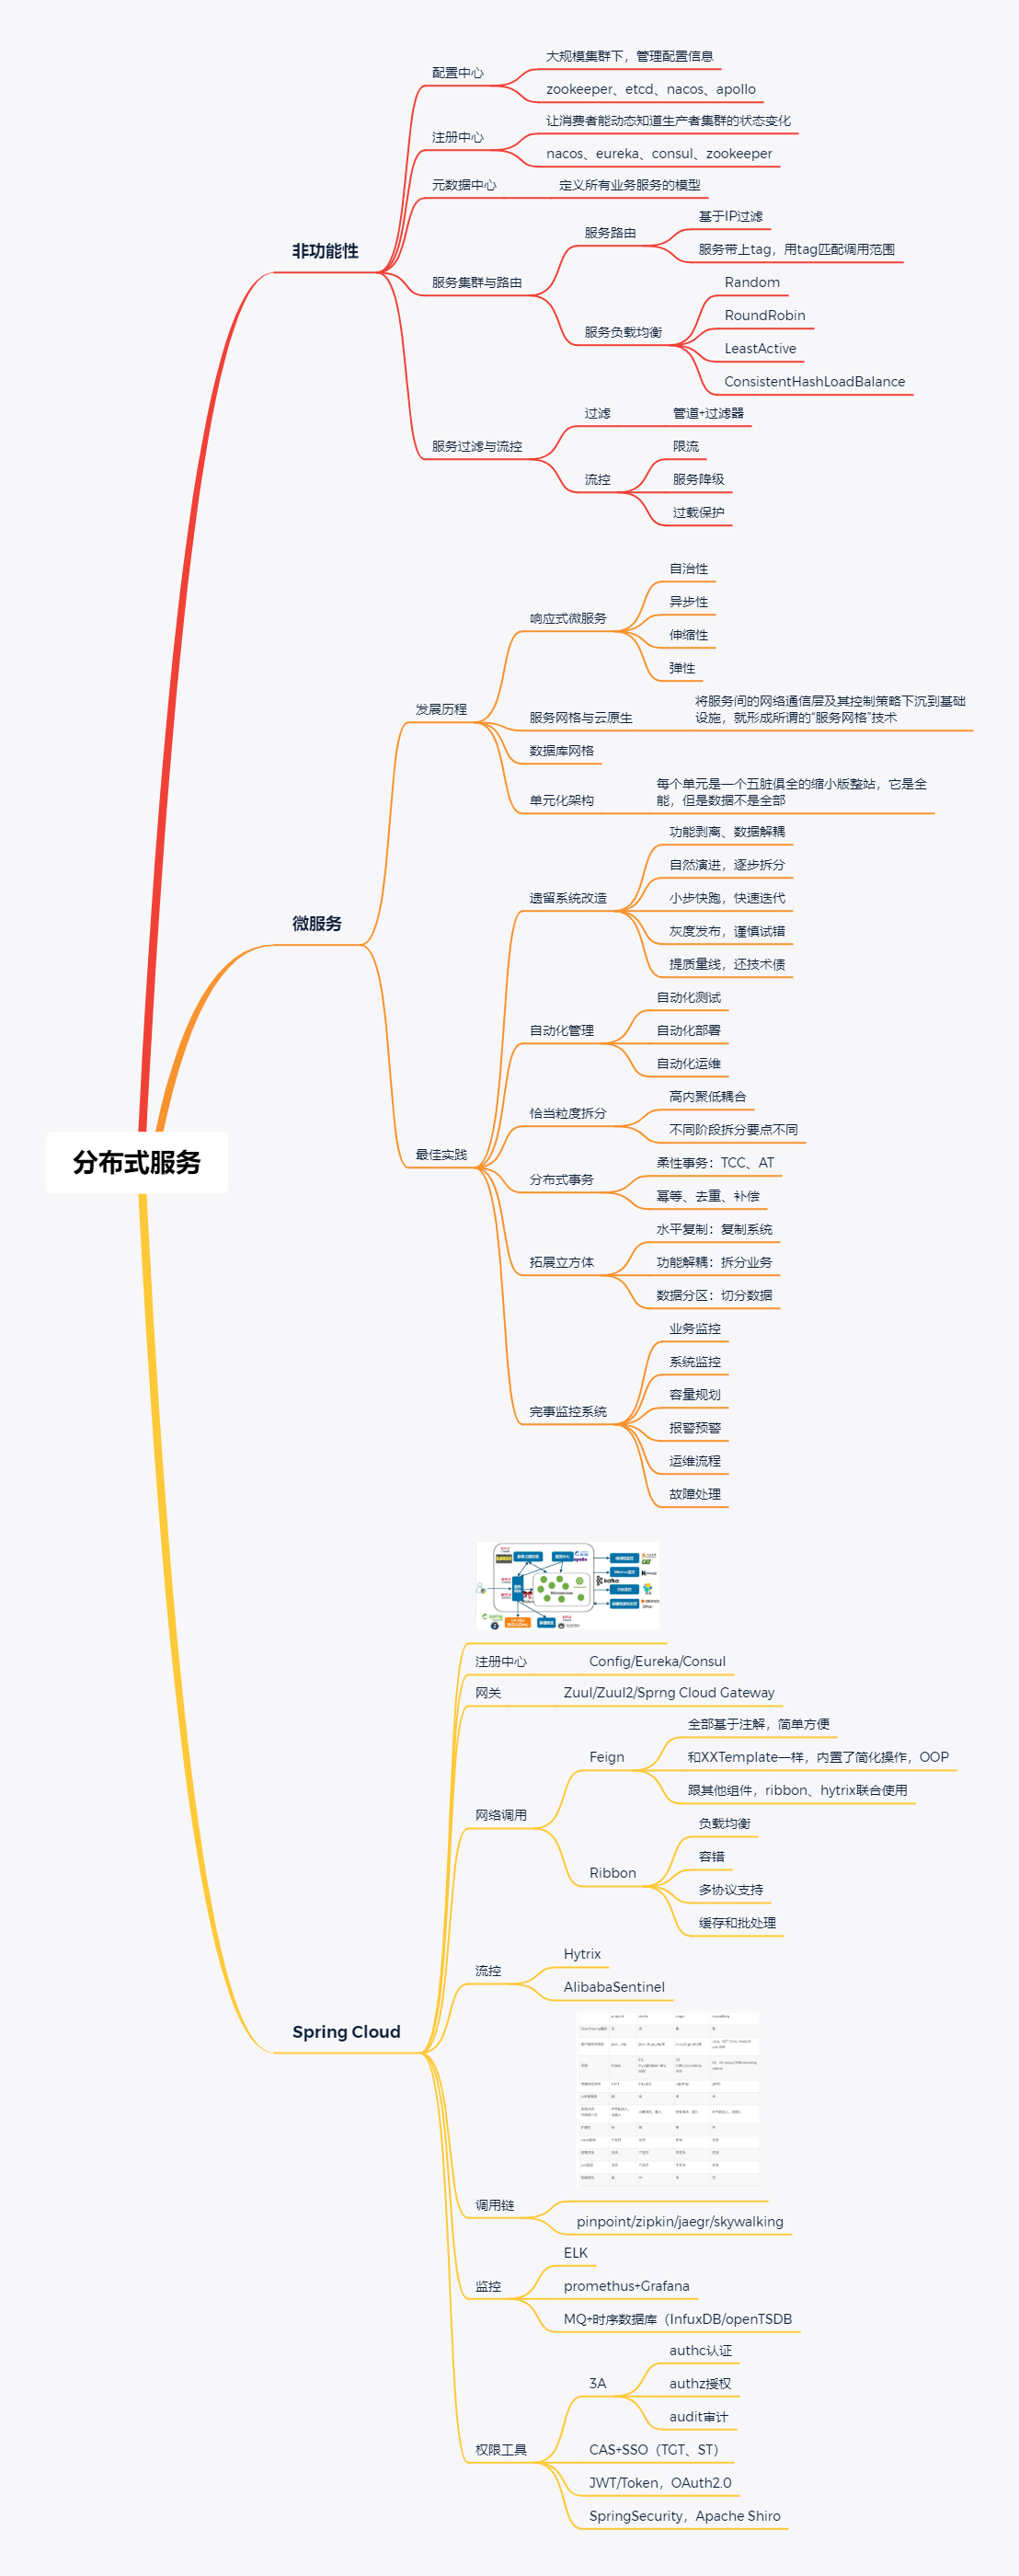 分布式服务
非功能性
配置中心
大规模集群下，管理配置信息
zookeeper、etcd、nacos、apollo
注册中心
让消费者能动态知道生产者集群的状态变化
nacos、eureka、consul、zookeeper
元数据中心
定义所有业务服务的模型
服务集群与路由
服务路由
基于IP过滤
服务带上tag，用tag匹配调用范围
服务负载均衡
Random
RoundRobin
LeastActive
ConsistentHashLoadBalance
服务过滤与流控
过滤
管道+过滤器
流控
限流
服务降级
过载保护
微服务
发展历程
响应式微服务
自治性
异步性
伸缩性
弹性
服务网格与云原生
将服务间的网络通信层及其控制策略下沉到基础
设施，就形成所谓的"服务网格"技术
数据库网格
单元化架构
每个单元是一个五脏俱全的缩小版整站，它是全
能，但是数据不是全部
最佳实践
遗留系统改造
功能剥离、数据解耦
自然演进，逐步拆分
小步快跑，快速迭代
灰度发布，谨慎试错
提质量线，还技术债
自动化管理
自动化测试
自动化部署
自动化运维
恰当粒度拆分
高内聚低耦合
不同阶段拆分要点不同
分布式事务
柔性事务：TCC、AT
幂等、去重、补偿
拓展立方体
水平复制：复制系统
功能解耦：拆分业务
数据分区：切分数据
完事监控系统
业务监控
系统监控
容量规划
报警预警
运维流程
故障处理
Spring Cloud
注册中心
Config/Eureka/Consul
网关
Zuul/Zuul2/Sprng Cloud Gateway
网络调用
Feign
全部基于注解，简单方便
和XXTemplate一样，内置了简化操作，OOP
跟其他组件，ribbon、hytrix联合使用
Ribbon
负载均衡
容错
多协议支持
缓存和批处理
流控
Hytrix
AlibabaSentinel
调用链
pinpoint/zipkin/jaegr/skywalking
监控
ELK
promethus+Grafana
MQ+时序数据库（InfuxDB/openTSDB
权限工具
3A
authc认证
authz授权
audit审计
CAS+SSO（TGT、ST）
JWT/Token，OAuth2.0
SpringSecurity，Apache Shiro